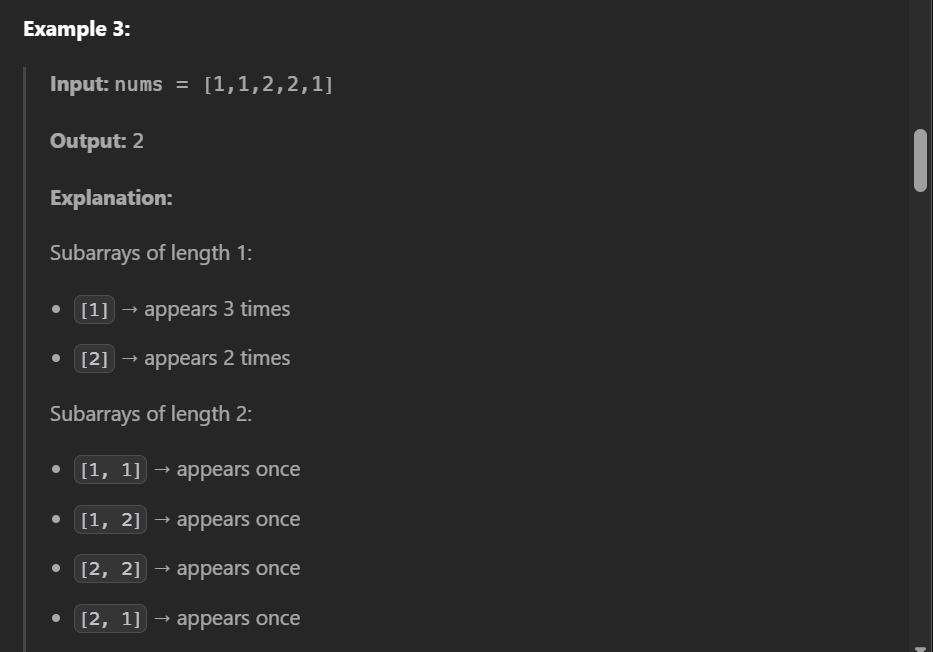 Example 3:
Input: nums = [1,1,2,2,1]
Output: 2
Explanation:
Subarrays of length 1:
• [1] → appears 3 times
• [2] → appears 2 times
Subarrays of length 2:
• [1, 1] → appears once
• [1, 2] → appears once
• [2, 2] → appears once
• [2, 1] → appears once